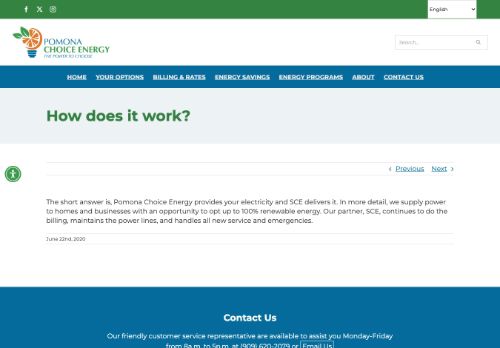 English
POMONA
CHOICE ENERGY
THE POWER TO CHOOSE
Search...
HOME YOUR OPTIONS BILLING & RATES ENERGY SAVINGS ENERGY PROGRAMS ABOUT CONTACT US
How does it work?
Previous Next
The short answer is, Pomona Choice Energy provides your electricity and SCE delivers it. In more detail, we supply power
to homes and businesses with an opportunity to opt up to 100% renewable energy. Our partner, SCE, continues to do the
billing, maintains the power lines, and handles all new service and emergencies.
June 22nd, 2020
Contact Us
Our friendly customer service representative are available to assist you Monday-Friday
from 8a.m. to 5p.m. at (909) 620-2079 or Email Us